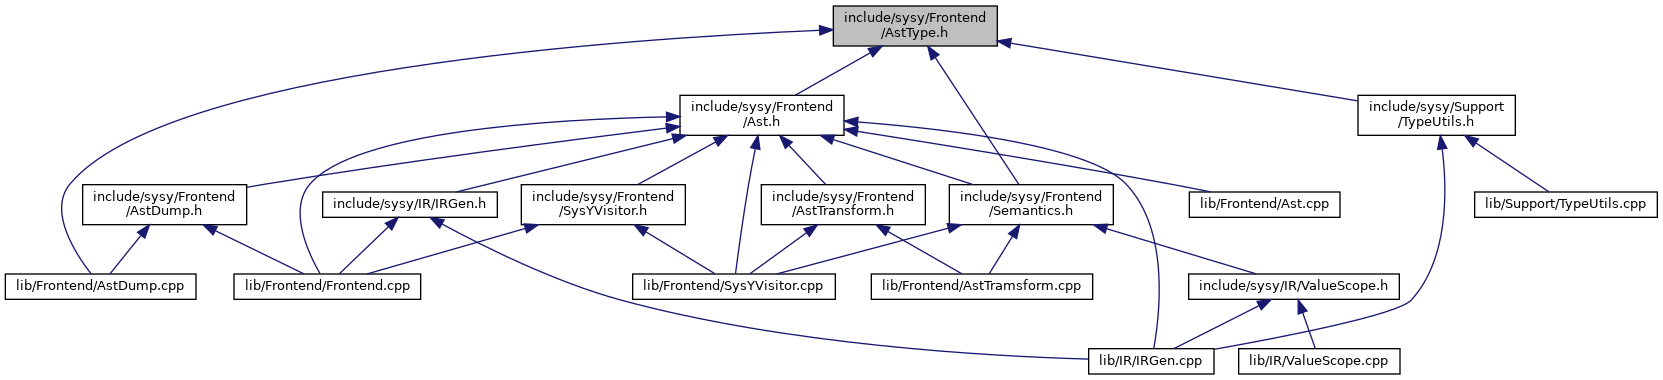 include/sysy/Frontend
/AstType.h
include/sysy/Frontend
/Ast.h
include/sysy/Support
/TypeUtils.h
include/sysy/Frontend
/AstDump.h
include/sysy/IR/IRGen.h
include/sysy/Frontend
/SysYVisitor.h
include/sysy/Frontend
/AstTransform.h
include/sysy/Frontend
/Semantics.h
lib/Frontend/Ast.cpp
lib/Support/TypeUtils.cpp
lib/Frontend/AstDump.cpp
lib/Frontend/Frontend.cpp
lib/Frontend/SysYVisitor.cpp
lib/Frontend/AstTramsform.cpp
include/sysy/IR/ValueScope.h
lib/IR/IRGen.cpp
lib/IR/ValueScope.cpp